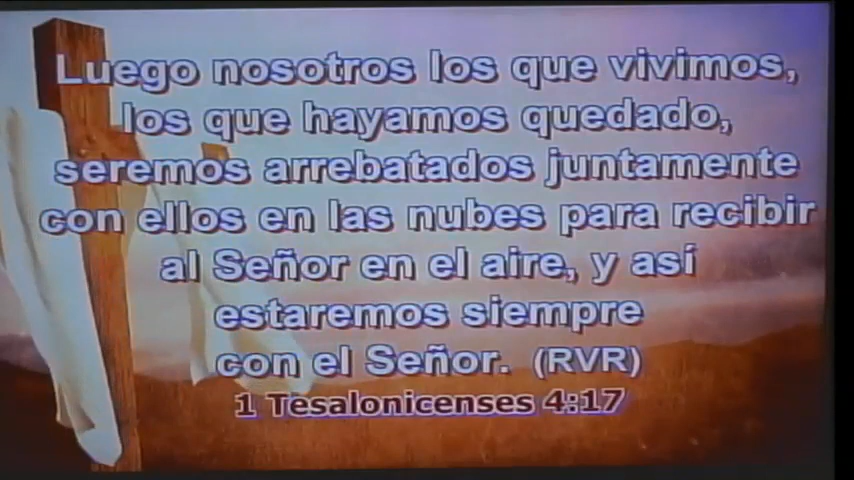 Luego nosotros los que vivimos,
los que hayamos quedado,
seremos arrebatados juntamente
con ellos en las nubes para recibir
al Señor en el aire, y así
estaremos siempre
con el Señor. (RVR)
1 Tesalonicenses 4:17